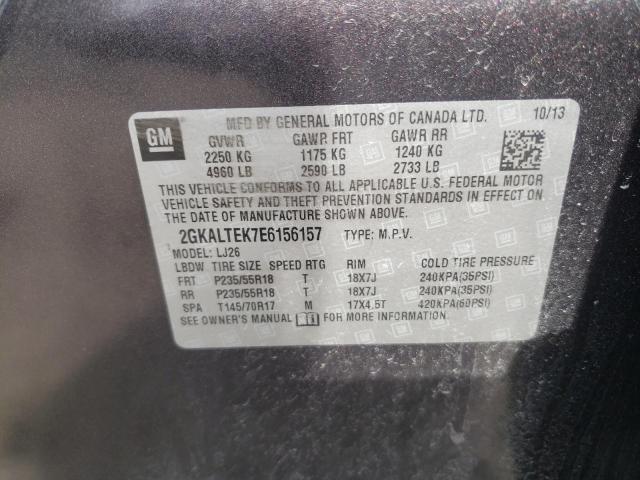 GM
MFD BY GENERAL MOTORS OF CANADA LTD. 10/13
GVWR GAWR FRT GAWR RR
2250 KG 1175 KG 1240 KG
4960 LB 2590 LB 2733 LB
THIS VEHICLE CONFORMS TO ALL APPLICABLE U.S. FEDERAL MOTOR
VEHICLE SAFETY AND THEFT PREVENTION STANDARDS IN EFFECT ON
THE DATE OF MANUFACTURE SHOWN ABOVE.
2GKALTEK7E6156157 TYPE: M.P.V.
MODEL: LJ26
LBDW TIRE SIZE SPEED RTG RIM COLD TIRE PRESSURE
FRT P235/55R18 T 18X7J 240KPA(35PSI)
RR P235/55R18 T 18X7J 240KPA(35PSI)
SPA T145/70R17 M 17X4.5T 420KPA(60PSI)
SEE OWNER'S MANUAL FOR MORE INFORMATION.